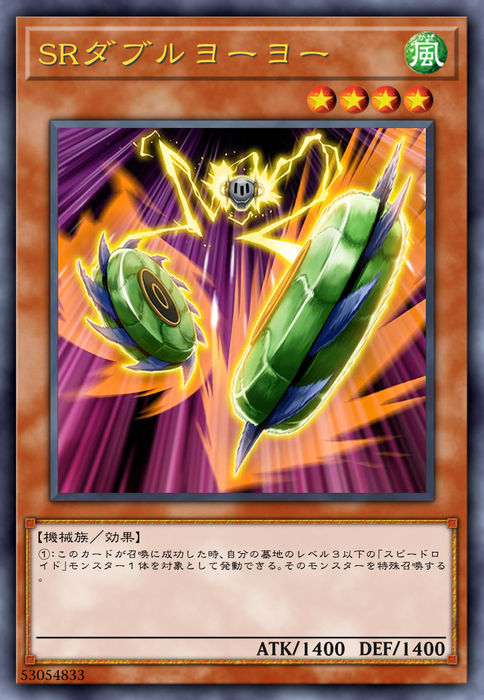 SRダブルヨーヨー
かぜ
風
【機械族／効果】
①：このカードが召喚に成功した時、自分の墓地のレベル３以下の「スピードロ
イド」モンスター１体を対象として発動できる。そのモンスターを特殊召喚する
。
ATK/1400 DEF/1400
53054833